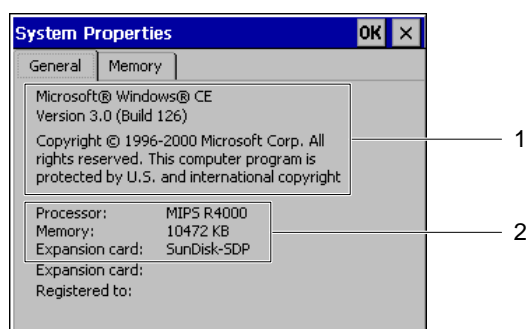 System Properties OK ×
General Memory
Microsoft® Windows® CE
Version 3.0 (Build 126)
Copyright © 1996-2000 Microsoft Corp. All
rights reserved. This computer program is
protected by U.S. and international copyright
1
Processor: MIPS R4000
Memory: 10472 KB
Expansion card: SunDisk-SDP
2
Expansion card:
Registered to: